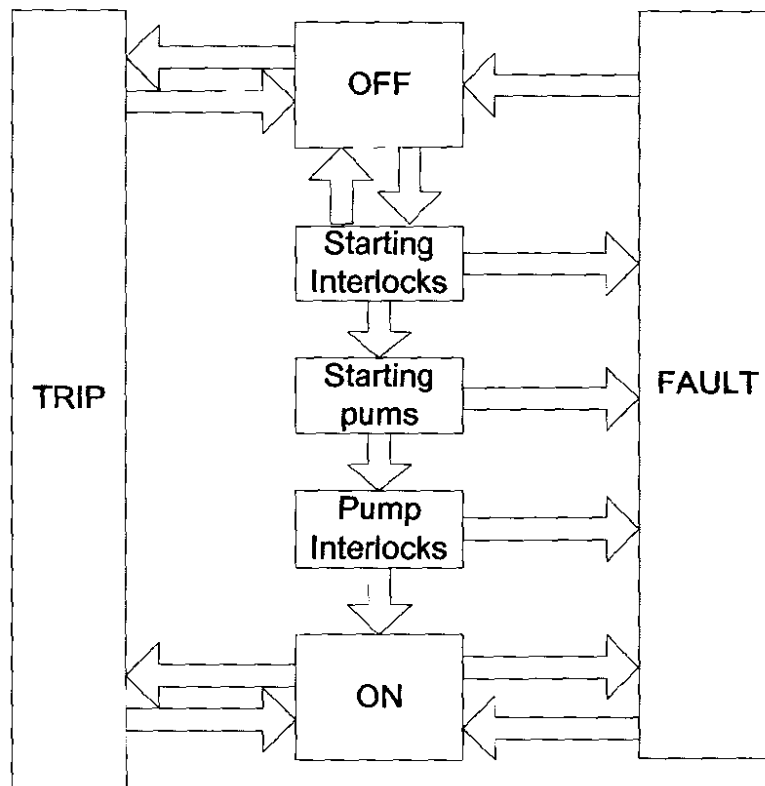 OFF
Starting
Interlocks
TRIP
Starting
pums
FAULT
Pump
Interlocks
ON